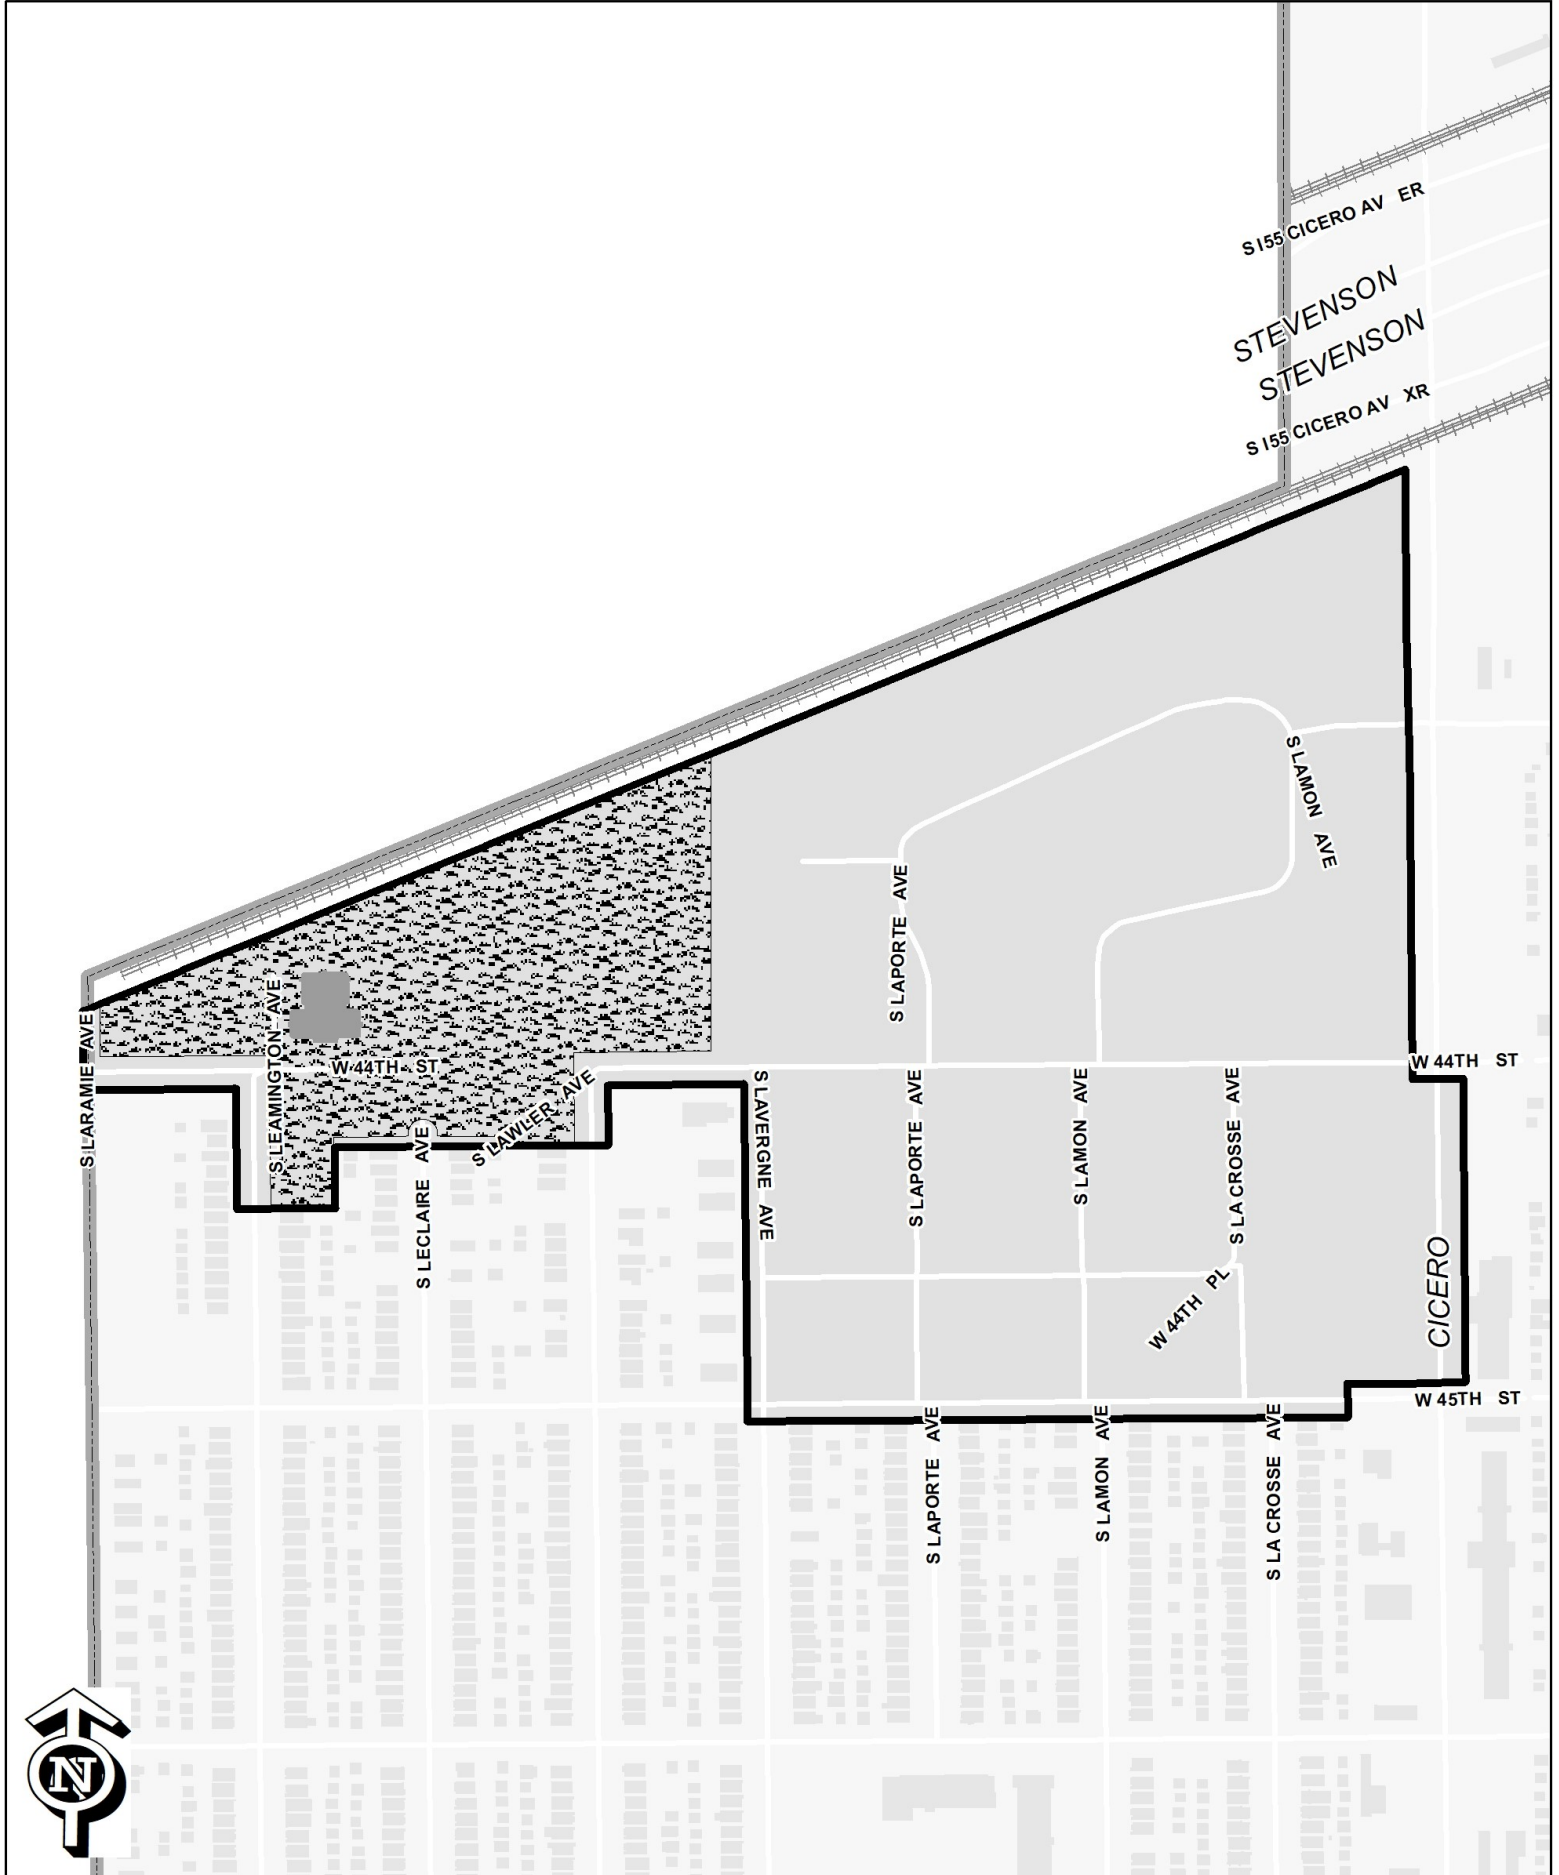 S I55 CICERO AV ER
STEVENSON
STEVENSON
S I55 CICERO AV XR
S LAMON AVE
S LAPORTE AVE
S LARAMIE AVE
S LEAMINGTON AVE
W 44TH ST
S LAWLER AVE
S LECLAIRE AVE
S LAVERGNE AVE
S LAPORTE AVE
S LAMON AVE
S LA CROSSE AVE
W 44TH ST
W 44TH PL
CICERO
W 45TH ST
S LAPORTE AVE
S LAMON AVE
S LA CROSSE AVE
N